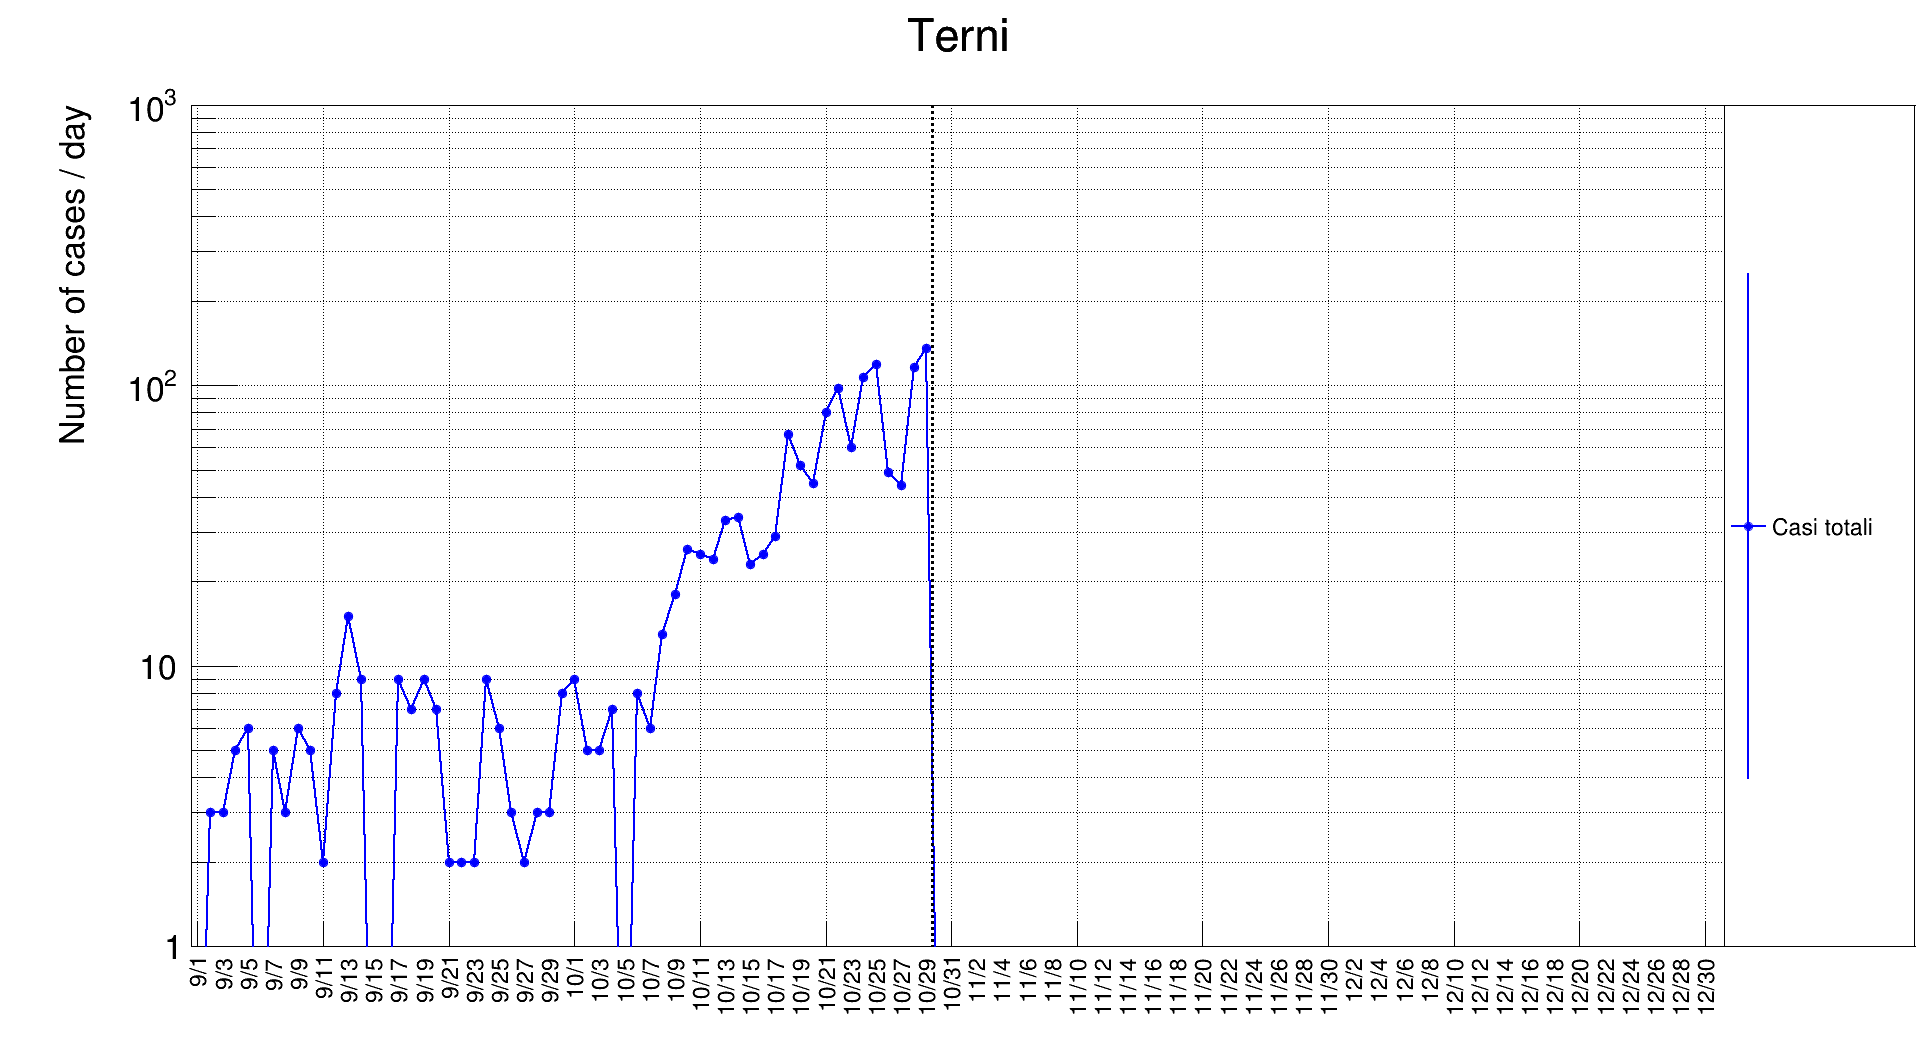 Terni
Number of cases / day
10³
10²
10
1
9/1 9/3 9/5 9/7 9/9 9/11 9/13 9/15 9/17 9/19 9/21 9/23 9/25 9/27 9/29 10/1 10/3 10/5 10/7 10/9 10/11 10/13 10/15 10/17 10/19 10/21 10/23 10/25 10/27 10/29 10/31 11/2 11/4 11/6 11/8 11/10 11/12 11/14 11/16 11/18 11/20 11/22 11/24 11/26 11/28 11/30 12/2 12/4 12/6 12/8 12/10 12/12 12/14 12/16 12/18 12/20 12/22 12/24 12/26 12/28 12/30
Casi totali